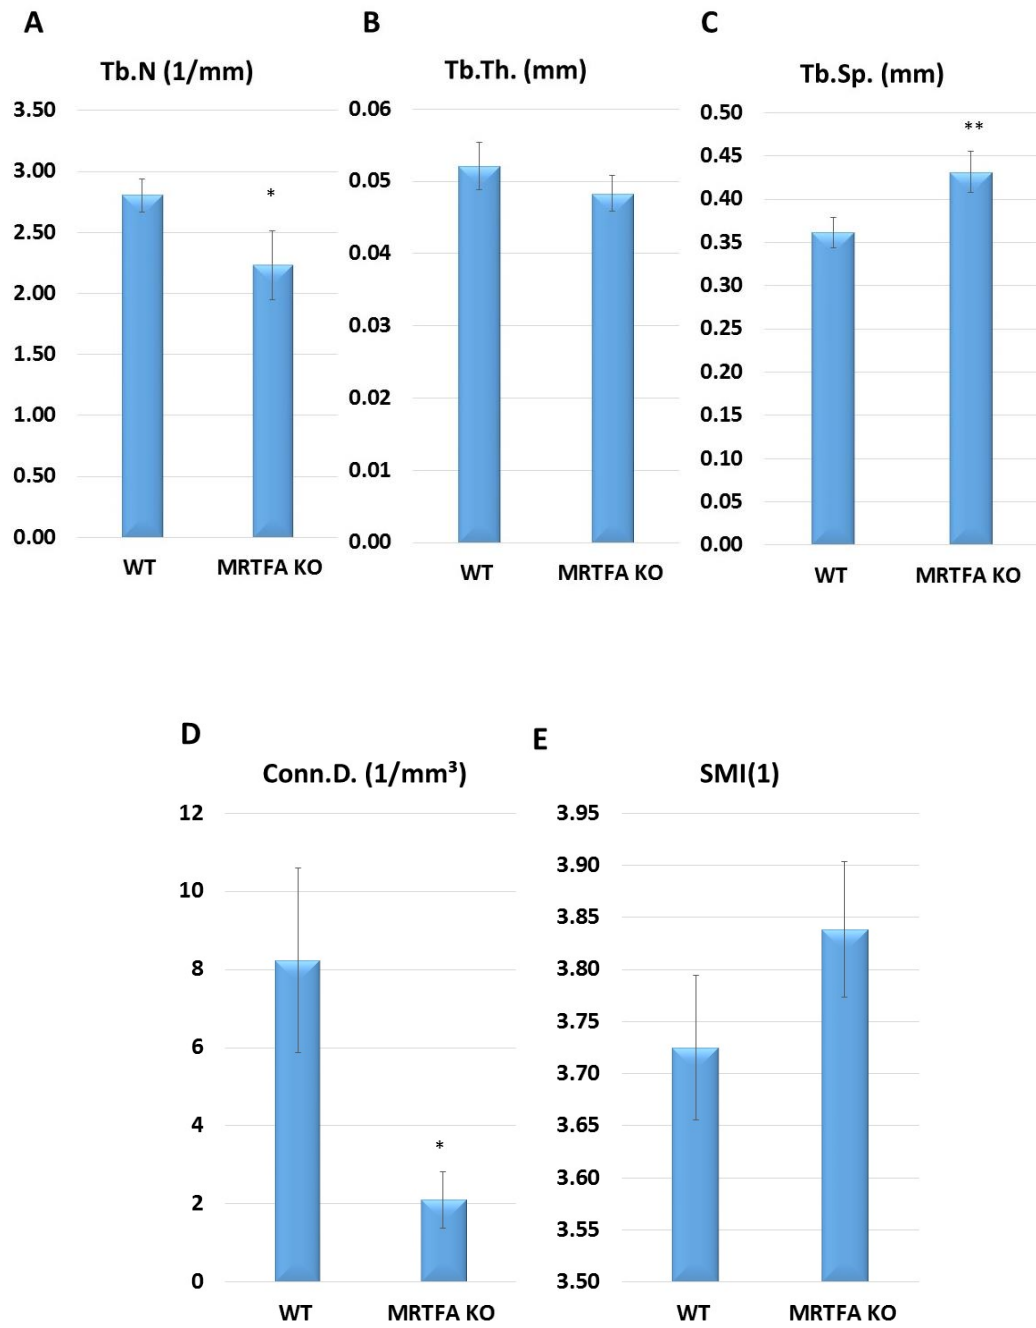 A
Tb.N (1/mm)
3.50
3.00
2.50
2.00
1.50
1.00
0.50
0.00
*
WT
MRTFA KO
B
Tb.Th. (mm)
0.06
0.05
0.04
0.03
0.02
0.01
0.00
WT
MRTFA KO
C
Tb.Sp. (mm)
0.50
0.45
0.40
0.35
0.30
0.25
0.20
0.15
0.10
0.05
0.00
**
WT
MRTFA KO
D
Conn.D. (1/mm³)
12
10
8
6
4
2
0
*
WT
MRTFA KO
E
SMI(1)
3.95
3.90
3.85
3.80
3.75
3.70
3.65
3.60
3.55
3.50
WT
MRTFA KO